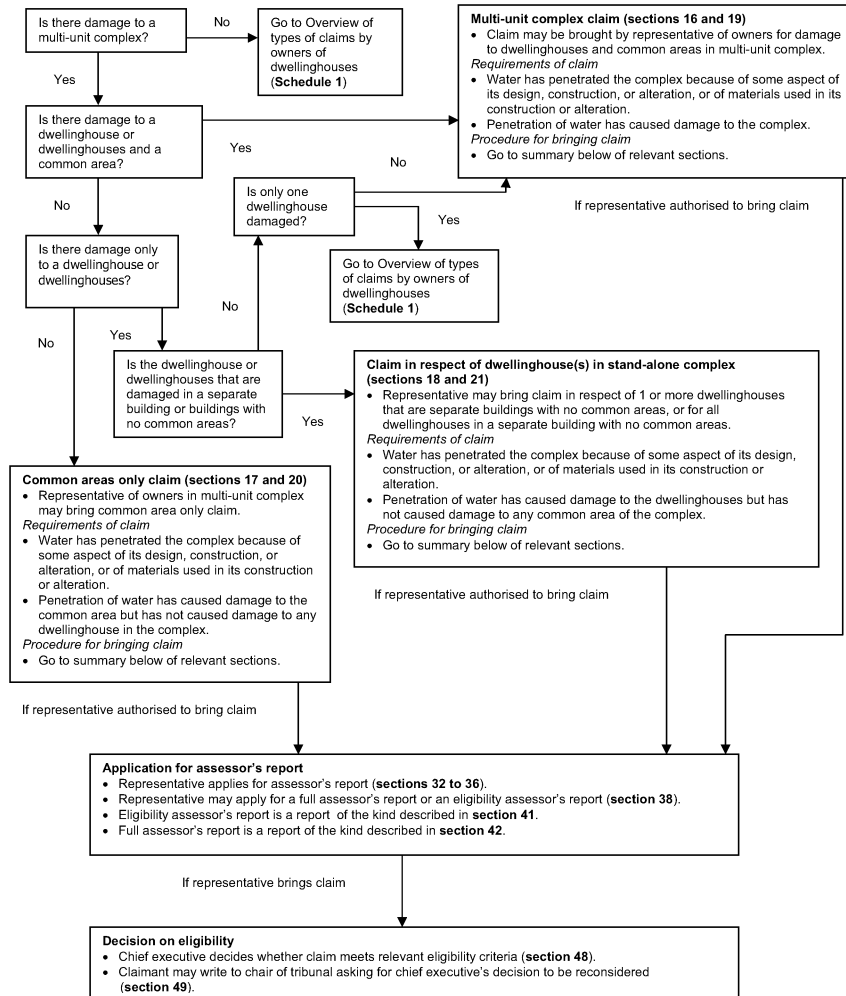 Is there damage to a
multi-unit complex?
No
Go to Overview of
types of claims by
owners of
dwellinghouses
(Schedule 1)
Multi-unit complex claim (sections 16 and 19)
• Claim may be brought by representative of owners for damage
to dwellinghouses and common areas in multi-unit complex.
Requirements of claim
• Water has penetrated the complex because of some aspect of
its design, construction, or alteration, or of materials used in its
construction or alteration.
• Penetration of water has caused damage to the complex.
Procedure for bringing claim
• Go to summary below of relevant sections.
Yes
Is there damage to a
dwellinghouse or
dwellinghouses and a
common area?
Yes
No
Is only one
dwellinghouse
damaged?
If representative authorised to bring claim
No
Yes
Is there damage only
to a dwellinghouse or
dwellinghouses?
Go to Overview of types
of claims by owners of
dwellinghouses
(Schedule 1)
No
No
Yes
Is the dwellinghouse or
dwellinghouses that are
damaged in a separate
building or buildings with
no common areas?
Yes
Claim in respect of dwellinghouse(s) in stand-alone complex
(sections 18 and 21)
• Representative may bring claim in respect of 1 or more dwellinghouses
that are separate buildings with no common areas, or for all
dwellinghouses in a separate building with no common areas.
Requirements of claim
• Water has penetrated the complex because of some aspect of its design,
construction, or alteration, or of materials used in its construction or
alteration.
• Penetration of water has caused damage to the dwellinghouses but has
not caused damage to any common area of the complex.
Procedure for bringing claim
• Go to summary below of relevant sections.
Common areas only claim (sections 17 and 20)
• Representative of owners in multi-unit complex
may bring common area only claim.
Requirements of claim
• Water has penetrated the complex because of
some aspect of its design, construction, or
alteration, or of materials used in its construction
or alteration.
• Penetration of water has caused damage to the
common area but has not caused damage to any
dwellinghouse in the complex.
Procedure for bringing claim
• Go to summary below of relevant sections.
If representative authorised to bring claim
If representative authorised to bring claim
Application for assessor's report
• Representative applies for assessor's report (sections 32 to 36).
• Representative may apply for a full assessor's report or an eligibility assessor's report (section 38).
• Eligibility assessor's report is a report of the kind described in section 41.
• Full assessor's report is a report of the kind described in section 42.
If representative brings claim
Decision on eligibility
• Chief executive decides whether claim meets relevant eligibility criteria (section 48).
• Claimant may write to chair of tribunal asking for chief executive's decision to be reconsidered
(section 49).